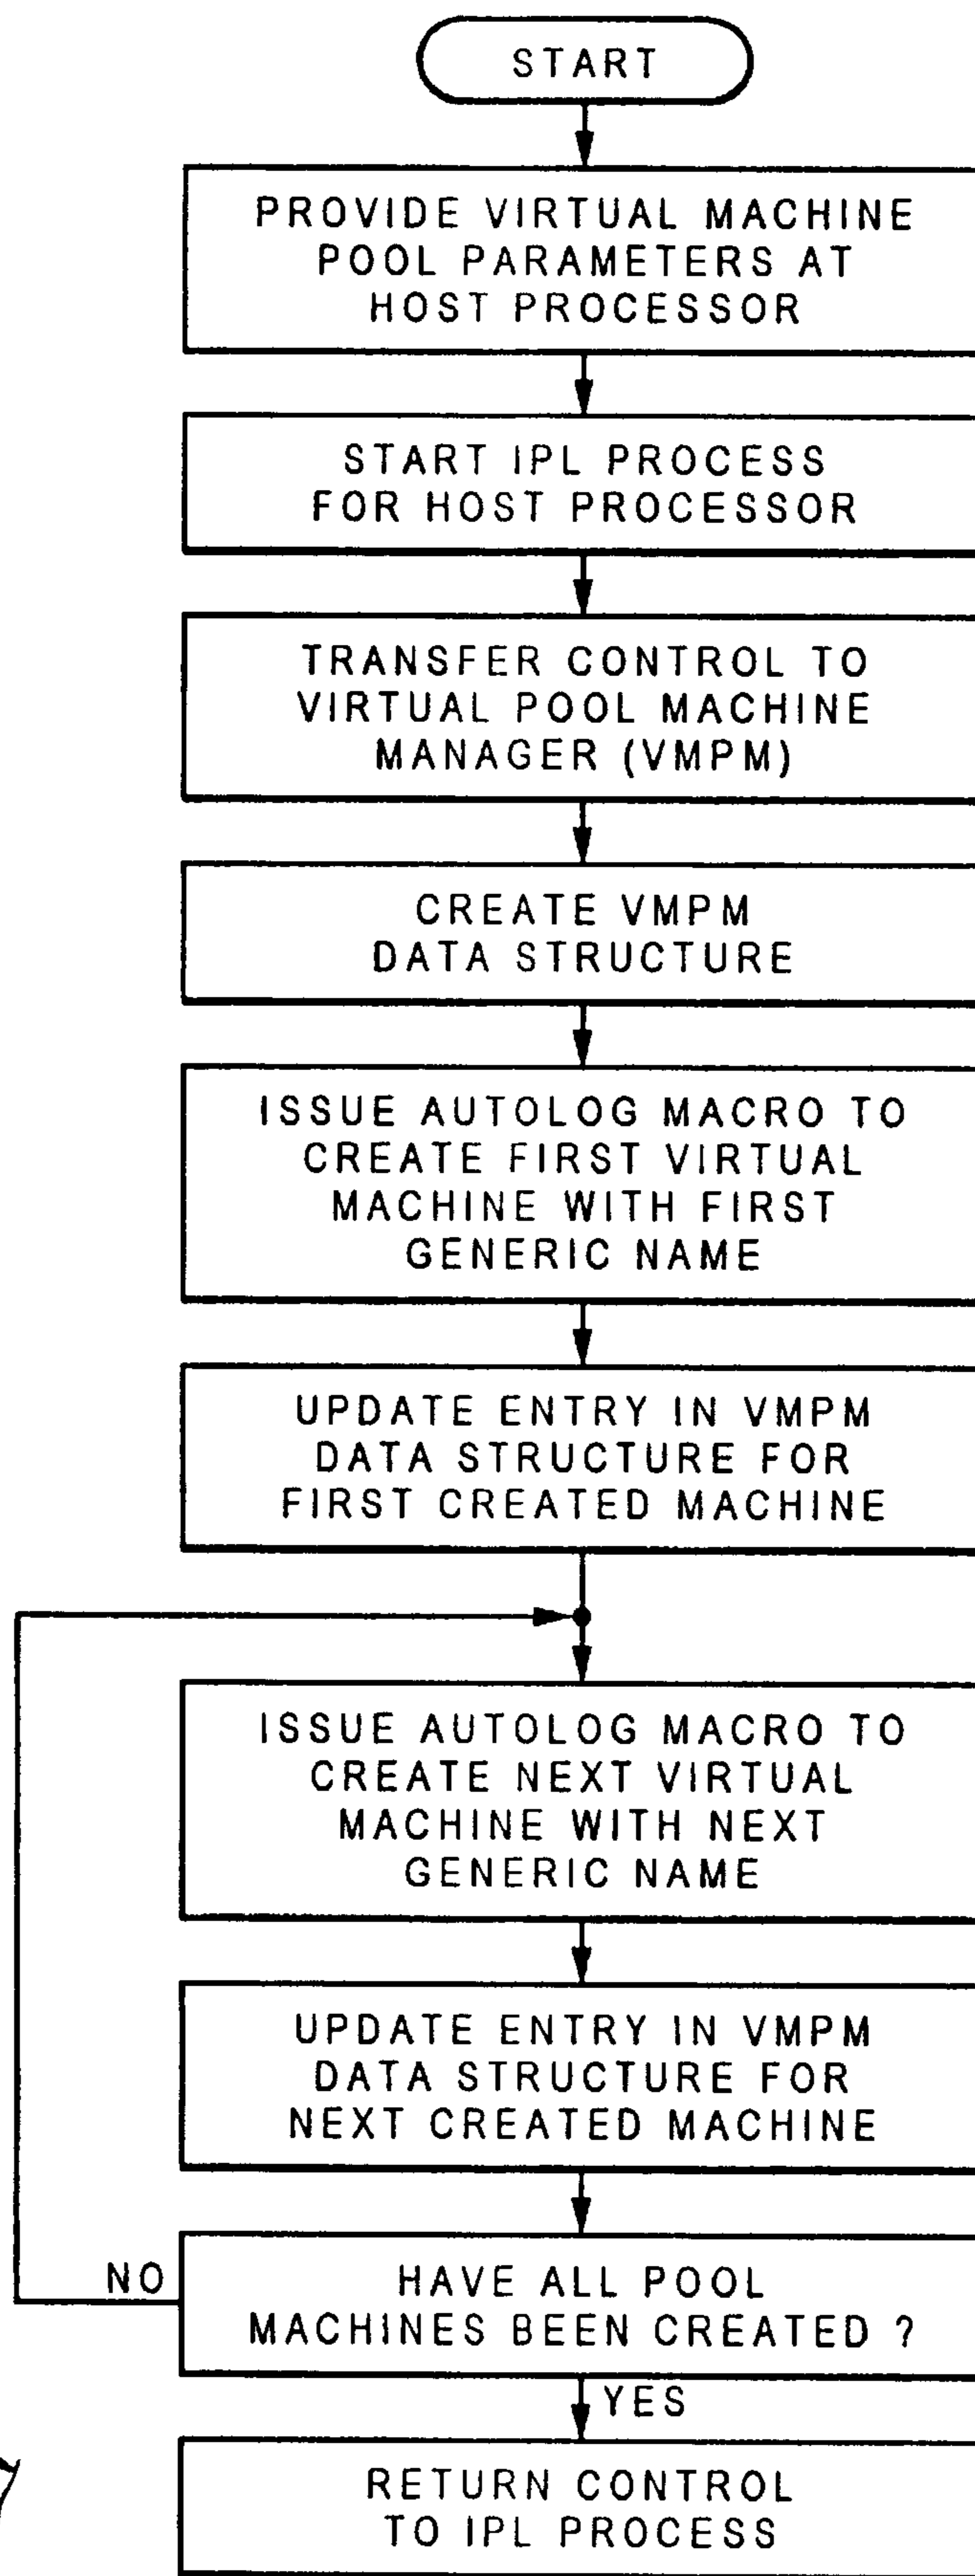 START
PROVIDE VIRTUAL MACHINE
POOL PARAMETERS AT
HOST PROCESSOR
START IPL PROCESS
FOR HOST PROCESSOR
TRANSFER CONTROL TO
VIRTUAL POOL MACHINE
MANAGER (VMPM)
CREATE VMPM
DATA STRUCTURE
ISSUE AUTOLOG MACRO TO
CREATE FIRST VIRTUAL
MACHINE WITH FIRST
GENERIC NAME
UPDATE ENTRY IN VMPM
DATA STRUCTURE FOR
FIRST CREATED MACHINE
ISSUE AUTOLOG MACRO TO
CREATE NEXT VIRTUAL
MACHINE WITH NEXT
GENERIC NAME
UPDATE ENTRY IN VMPM
DATA STRUCTURE FOR
NEXT CREATED MACHINE
NO
HAVE ALL POOL
MACHINES BEEN CREATED ?
YES
RETURN CONTROL
TO IPL PROCESS